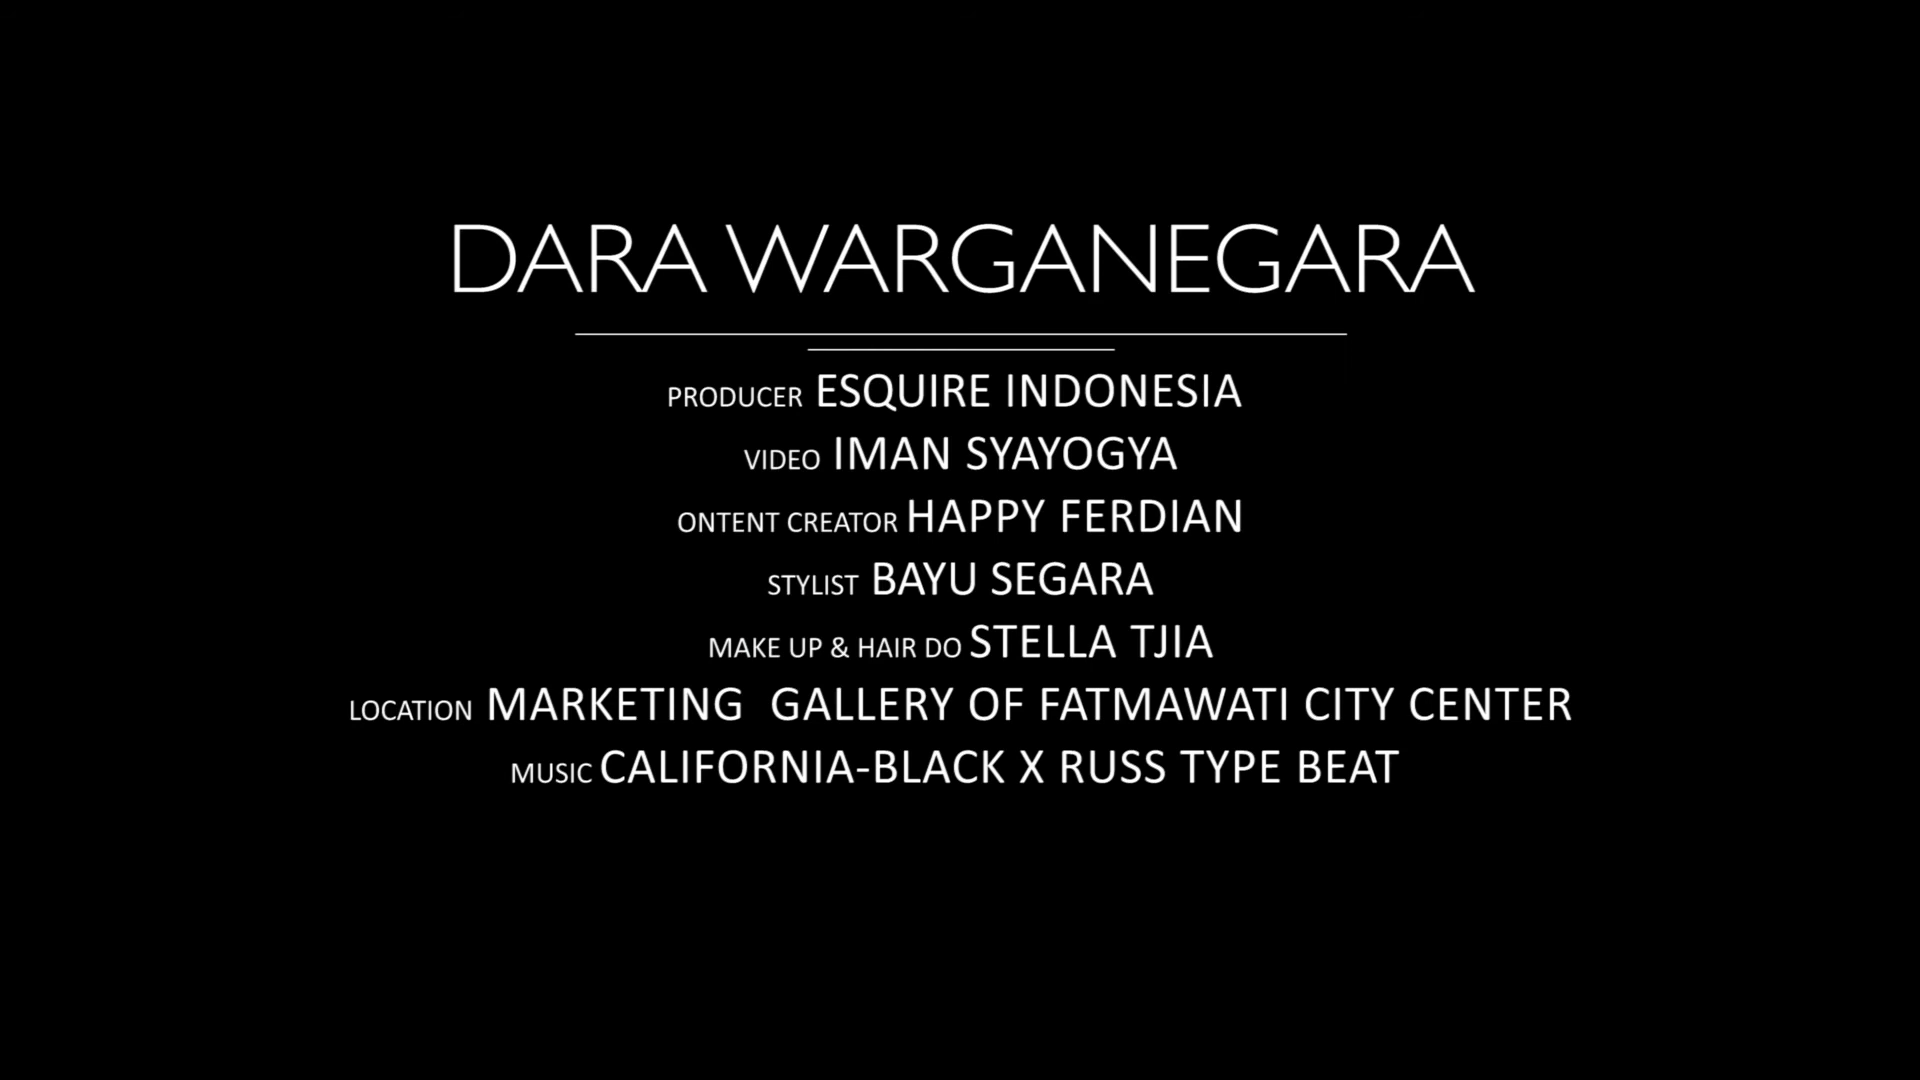 DARA WARGANEGARA
PRODUCER ESQUIRE INDONESIA
VIDEO IMAN SYAYOGYA
ONTENT CREATOR HAPPY FERDIAN
STYLIST BAYU SEGARA
MAKE UP & HAIR DO STELLA TJIA
LOCATION MARKETING  GALLERY OF FATMAWATI CITY CENTER
MUSIC CALIFORNIA-BLACK X RUSS TYPE BEAT